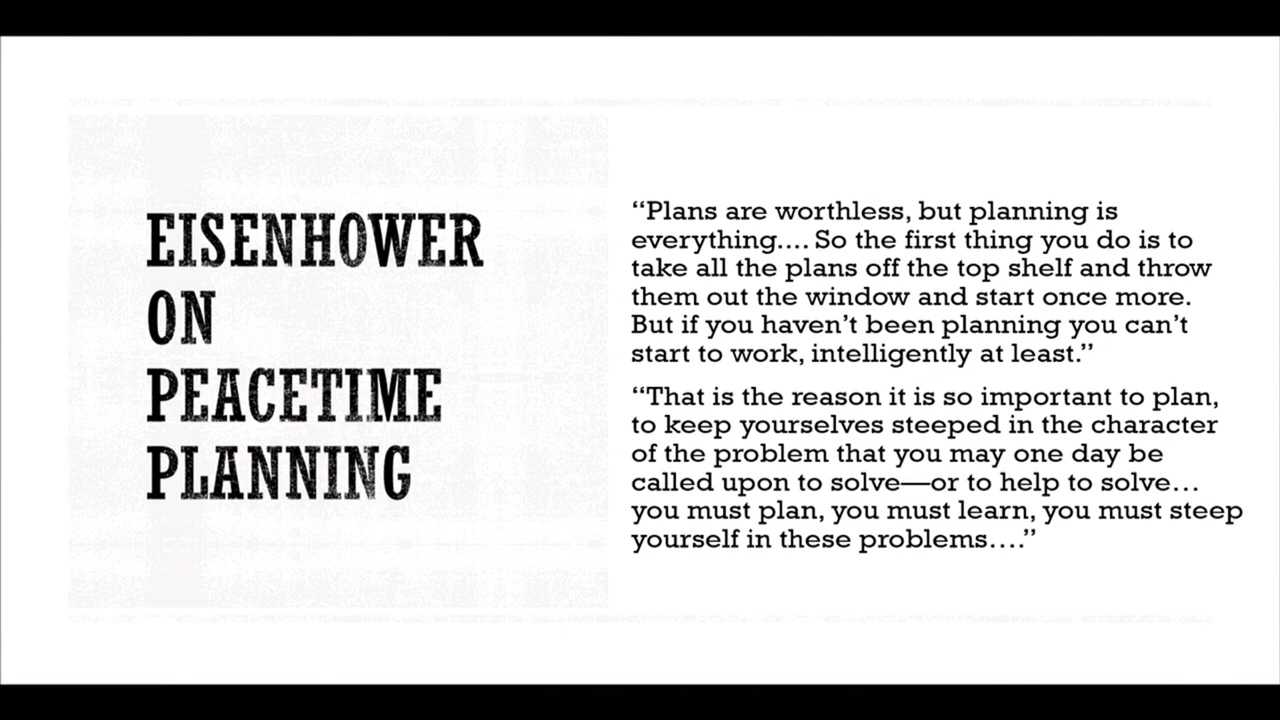 EISENHOWER
ON
PEACETIME
PLANNING
“Plans are worthless, but planning is
everything.... So the first thing you do is to
take all the plans off the top shelf and throw
them out the window and start once more.
But if you haven’t been planning you can’t
start to work, intelligently at least.”
“That is the reason it is so important to plan,
to keep yourselves steeped in the character
of the problem that you may one day be
called upon to solve—or to help to solve…
you must plan, you must learn, you must steep
yourself in these problems….”